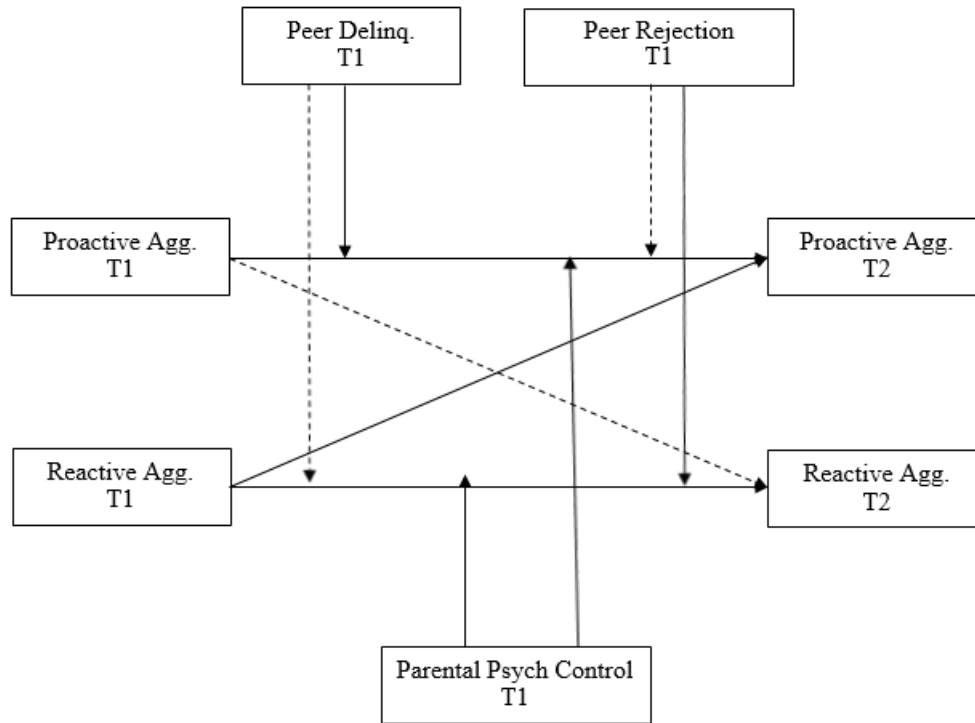 Peer Delinq.
T1
Peer Rejection
T1
Proactive Agg.
T1
Proactive Agg.
T2
Reactive Agg.
T1
Reactive Agg.
T2
Parental Psych Control
T1